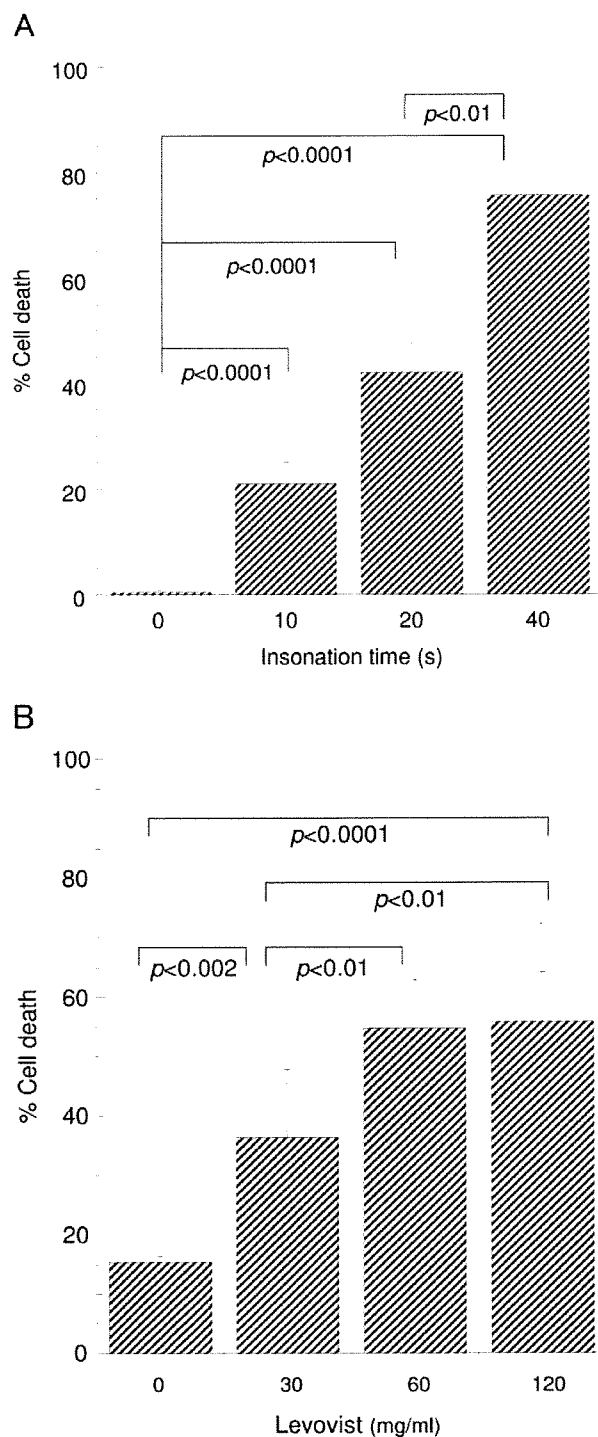 A
100
p<0.01
p<0.0001
80
p<0.0001
60
p<0.0001
40
20
0
% Cell death
0 10 20 40
Insonation time (s)
B
100
p<0.0001
80
p<0.01
p<0.002 p<0.01
60
40
20
0
% Cell death
0 30 60 120
Levovist (mg/ml)